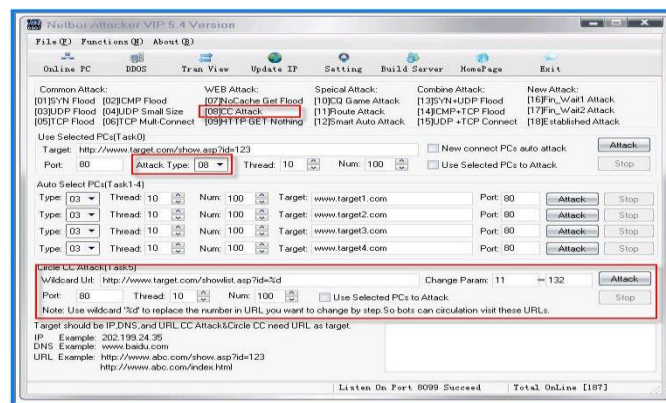 Netbot Attacker VIP 5.4 Version
File(F) Functions(N) About(R)
Online PC DDOS Tran View Update IP Setting Build Server HomePage Exit
Common Attack: WEB Attack: Speical Attack: Combine Attack: New Attack:
[01]SYN Flood [02]ICMP Flood [07]NoCache Get Flood [10]CQ Game Attack [13]SYN+UDP Flood [16]Fin_Wait1 Attack
[03]UDP Flood [04]UDP Small Size [08]CC Attack [11]Route Attack [14]ICMP+TCP Flood [17]Fin_Wait2 Attack
[05]TCP Flood [06]TCP Mult-Connect [09]HTTP GET Nothing [12]Smart Auto Attack [15]UDP +TCP Connect [18]Established Attack
Use Selected PCs(Task0)
Target: http://www.target.com/show.asp?id=123 New connect PCs auto attack Attack
Port: 80 Attack Type: 08 Thread: 10 Num: 100 Use Selected PCs to Attack Stop
Auto Select PCs(Task1-4)
Type: 03 Thread: 10 Num: 100 Target: www.target1.com Port: 80 Attack Stop
Type: 03 Thread: 10 Num: 100 Target: www.target2.com Port: 80 Attack Stop
Type: 03 Thread: 10 Num: 100 Target: www.target3.com Port: 80 Attack Stop
Type: 03 Thread: 10 Num: 100 Target: www.target4.com Port: 80 Attack Stop
Circle CC Attack(Task5)
Wildcard Url: http://www.target.com/showlist.asp?id=%d Change Param: 11 — 132 Attack
Port: 80 Thread: 10 Num: 100 Use Selected PCs to Attack Stop
Note: Use wildcard '%d' to replace the number in URL you want to change by step.So bots can circulation visit these URLs.
Target should be IP,DNS,and URL.CC Attack&Circle CC need URL as target.
IP Example: 202.199.24.35
DNS Example: www.baidu.com
URL Example: http://www.abc.com/show.asp?id=123
http://www.abc.com/index.html
Listen On Port 8099 Succeed Total OnLine [187]